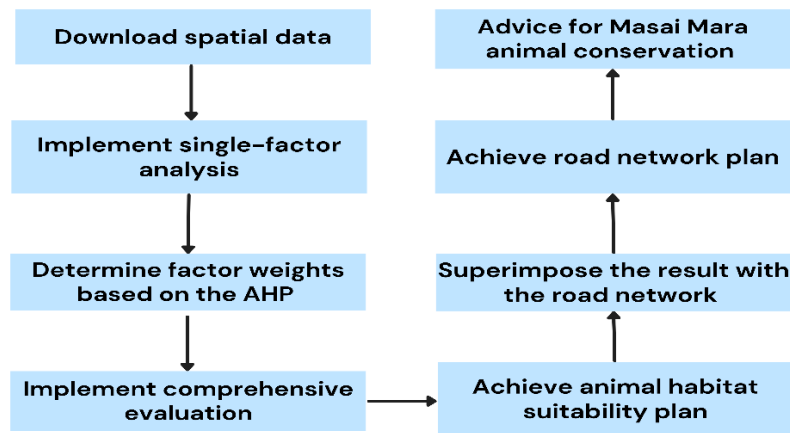 Download spatial data
Implement single-factor
analysis
Determine factor weights
based on the AHP
Implement comprehensive
evaluation
Achieve animal habitat
suitability plan
Superimpose the result with
the road network
Achieve road network plan
Advice for Masai Mara
animal conservation